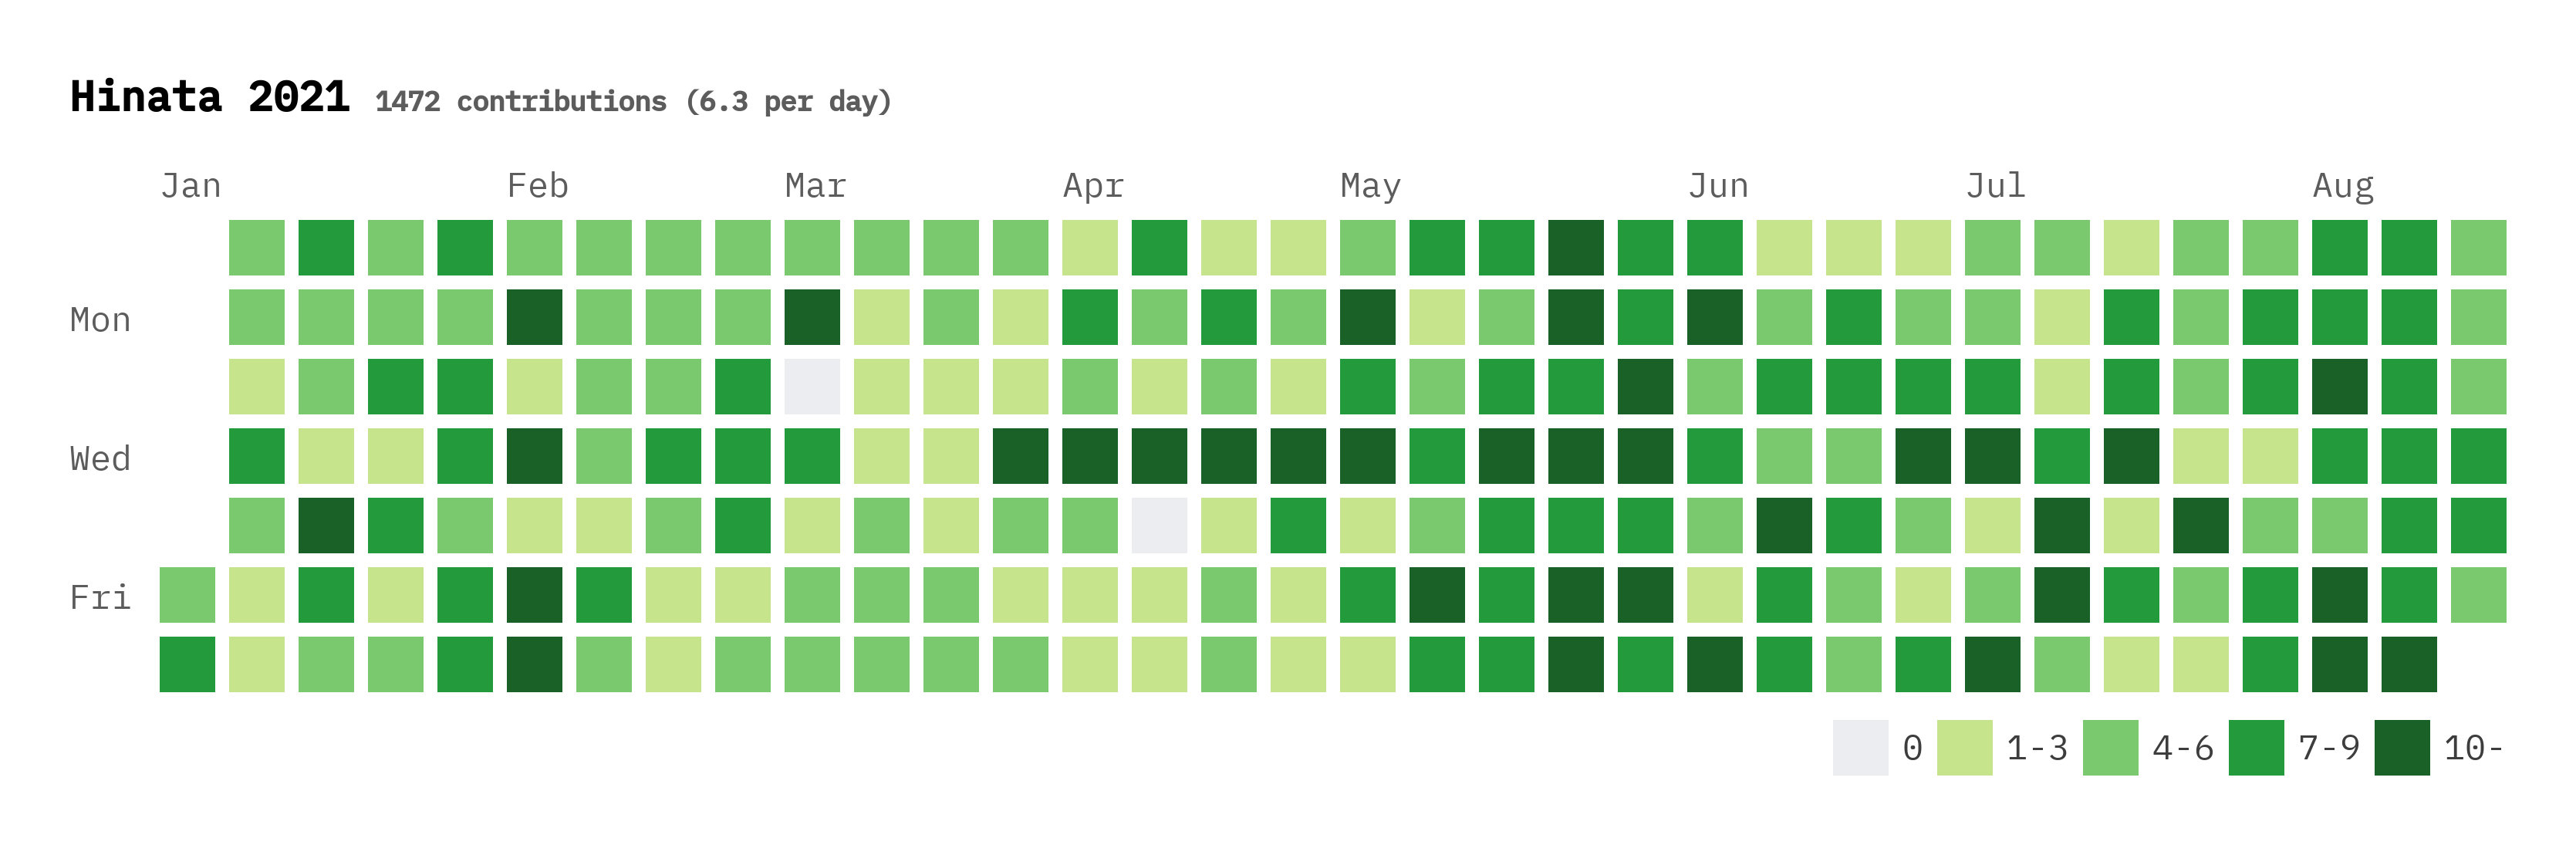 Hinata 2021 1472 contributions (6.3 per day)
Jan Feb Mar Apr May Jun Jul Aug
Mon
Wed
Fri
0 1-3 4-6 7-9 10-